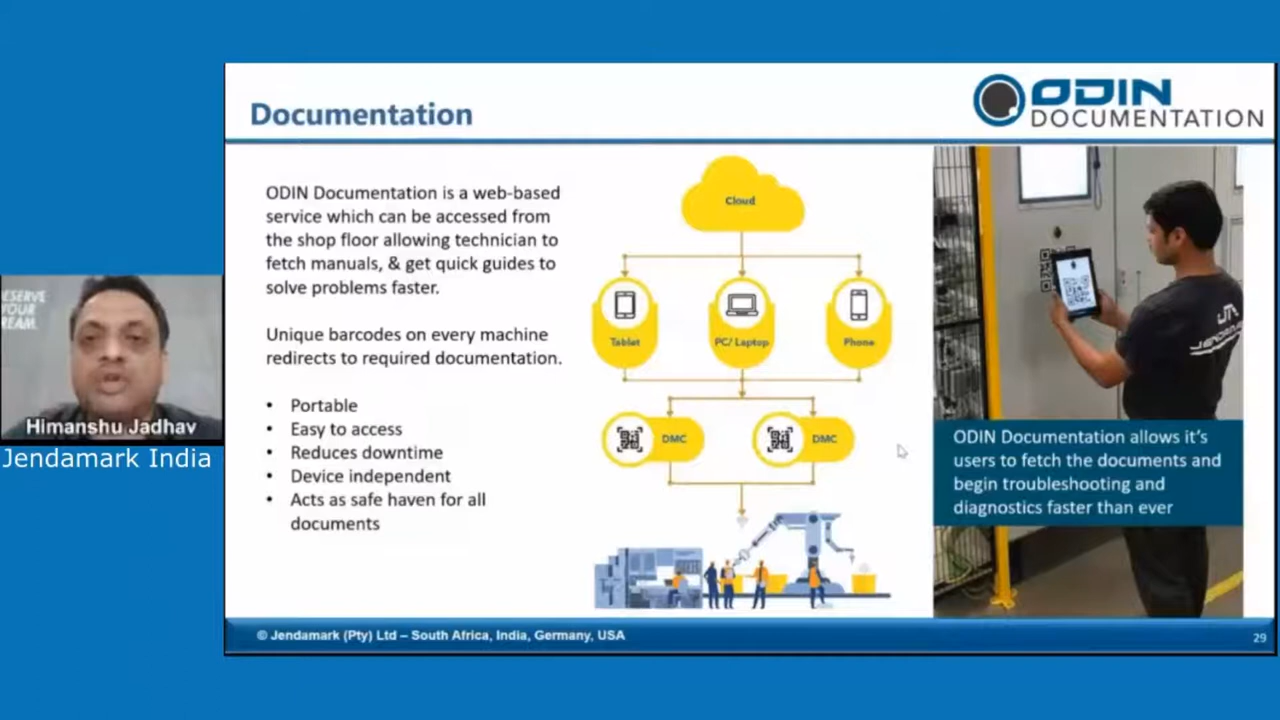 Documentation
ODIN
DOCUMENTATION
ODIN Documentation is a web-based
service which can be accessed from
the shop floor allowing technician to
fetch manuals, & get quick guides to
solve problems faster.
Unique barcodes on every machine
redirects to required documentation.
• Portable
• Easy to access
• Reduces downtime
• Device independent
• Acts as safe haven for all
documents
Cloud
Tablet
PC/ Laptop
Phone
DMC
DMC
ODIN Documentation allows it's
users to fetch the documents and
begin troubleshooting and
diagnostics faster than ever
Himanshu Jadhav
Jendamark India
© Jendamark (Pty) Ltd – South Africa, India, Germany, USA
29